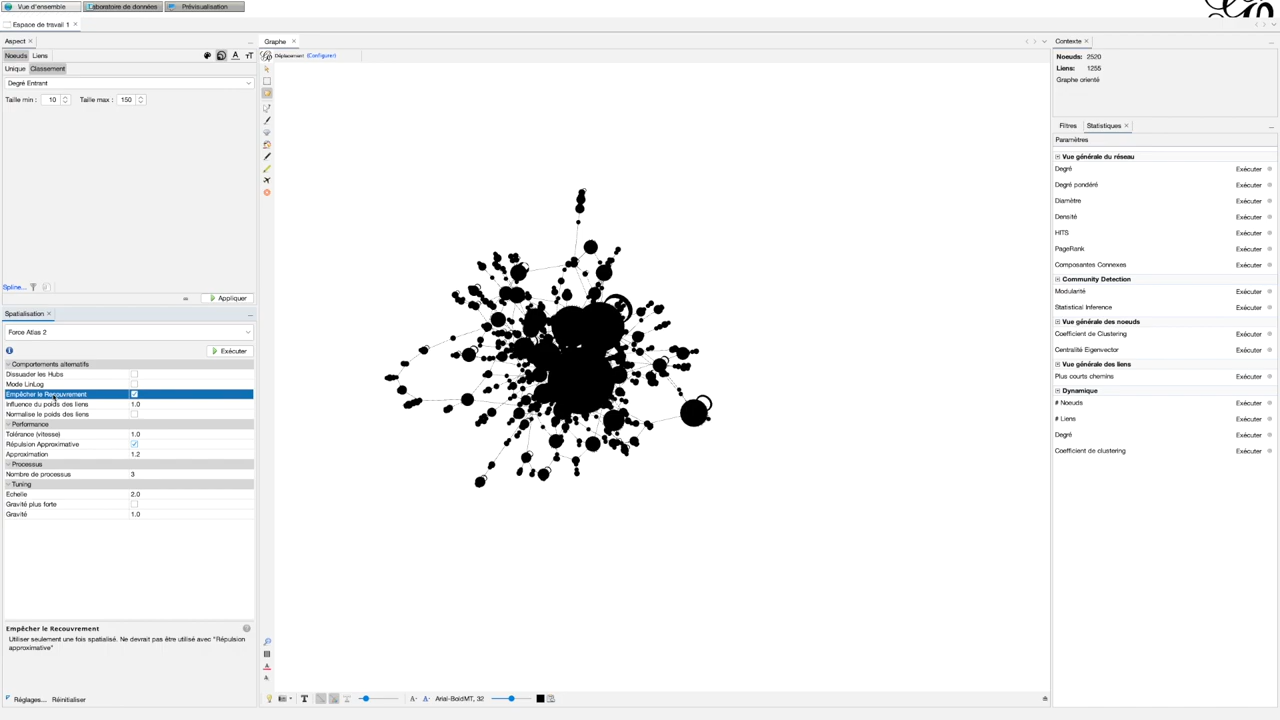 Vue d'ensemble
Laboratoire de données
Prévisualisation
Espace de travail 1
Aspect
Noeuds
Liens
Unique
Classement
Degré Entrant
Taille min :
10
Taille max :
150
Spline...
Appliquer
Spatialisation
Force Atlas 2
Exécuter
Comportements alternatifs
Dissuader les Hubs
Mode LinLog
Empêcher le Recouvrement
Influence du poids des liens
1.0
Normalise le poids des liens
Performance
Tolérance (vitesse)
1.0
Répulsion Approximative
Approximation
1.2
Processus
Nombre de processus
3
Tuning
Echelle
2.0
Gravité plus forte
Gravité
1.0
Empêcher le Recouvrement
Utiliser seulement une fois spatialisé. Ne devrait pas être utilisé avec "Répulsion
approximative"
Réglages...
Réinitialiser
Graphe
Déplacement
(Configurer)
Arial-BoldMT, 32
Contexte
Noeuds: 2520
Liens: 1255
Graphe orienté
Filtres
Statistiques
Paramètres
Vue générale du réseau
Degré Exécuter
Degré pondéré Exécuter
Diamètre Exécuter
Densité Exécuter
HITS Exécuter
PageRank Exécuter
Composantes Connexes Exécuter
Community Detection
Modularité Exécuter
Statistical Inference Exécuter
Vue générale des noeuds
Coefficient de Clustering Exécuter
Centralité Eigenvector Exécuter
Vue générale des liens
Plus courts chemins Exécuter
Dynamique
# Noeuds Exécuter
# Liens Exécuter
Degré Exécuter
Coefficient de clustering Exécuter